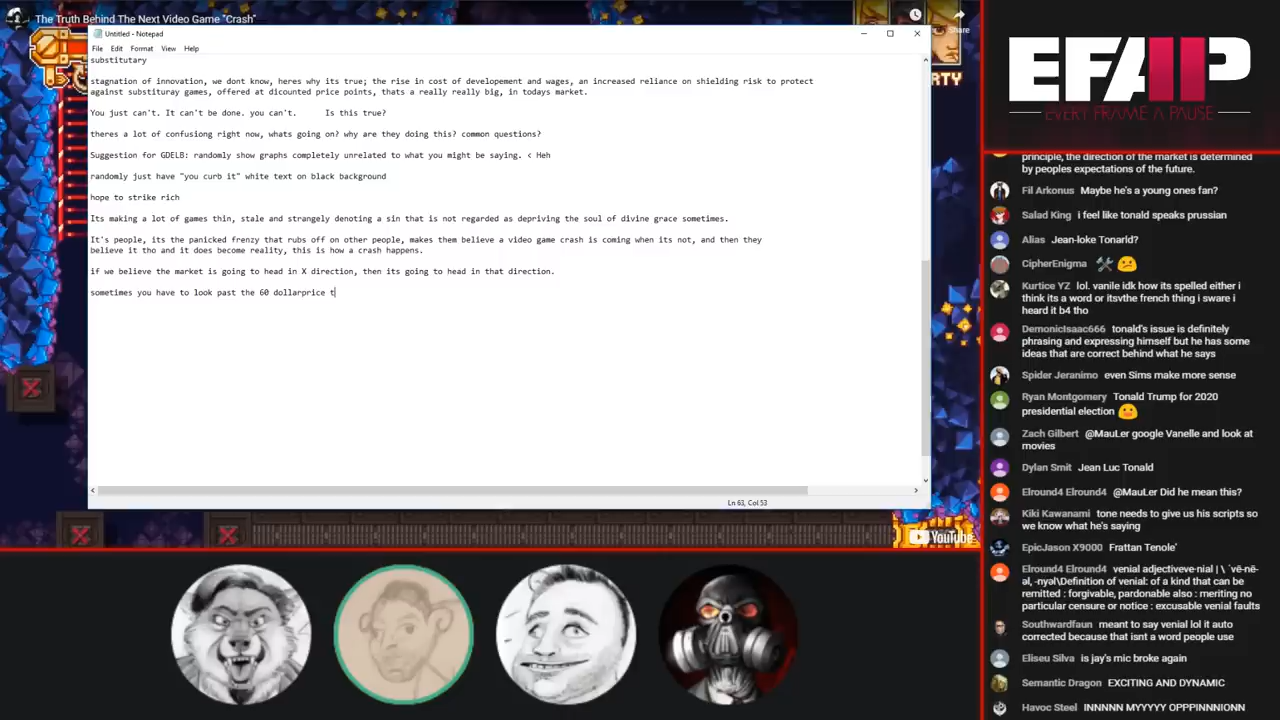 The Truth Behind The Next Video Game "Crash"
Share
Untitled - Notepad
File Edit Format View Help
substitutary
stagnation of innovation, we dont know, heres why its true; the rise in cost of developement and wages, an increased reliance on shielding risk to protect
against substituray games, offered at dicounted price points, thats a really really big, in todays market.
You just can't. It can't be done. you can't. Is this true?
theres a lot of confusiong right now, whats going on? why are they doing this? common questions?
Suggestion for GDELB: randomly show graphs completely unrelated to what you might be saying. < Heh
randomly just have "you curb it" white text on black background
hope to strike rich
Its making a lot of games thin, stale and strangely denoting a sin that is not regarded as depriving the soul of divine grace sometimes.
It's people, its the panicked frenzy that rubs off on other people, makes them believe a video game crash is coming when its not, and then they
believe it tho and it does become reality, this is how a crash happens.
if we believe the market is going to head in X direction, then its going to head in that direction.
sometimes you have to look past the 60 dollarprice t
Ln 63, Col 53
RTY
YouTube
EFAP
EVERY FRAME A PAUSE
principle, the direction of the market is determined
by peoples expectations of the future.
Fil Arkonus Maybe he's a young ones fan?
Salad King i feel like tonald speaks prussian
Alias Jean-loke Tonarld?
CipherEnigma
Kurtice YZ lol. vanile idk how its spelled either i
think its a word or itsvthe french thing i sware i
heard it b4 tho
DemonicIsaac666 tonald's issue is definitely
phrasing and expressing himself but he has some
ideas that are correct behind what he says
Spider Jeranimo even Sims make more sense
Ryan Montgomery Tonald Trump for 2020
presidential election
Zach Gilbert @MauLer google Vanelle and look at
movies
Dylan Smit Jean Luc Tonald
Elround4 Elround4 @MauLer Did he mean this?
Kiki Kawanami tone needs to give us his scripts so
we know what he's saying
EpicJason X9000 Frattan Tenole'
Elround4 Elround4 venial adjectiveve·nial | \ ˈvē-nē-
əl, -nyəl\Definition of venial: of a kind that can be
remitted : forgivable, pardonable also : meriting no
particular censure or notice : excusable venial faults
Southwardfaun meant to say venial lol it auto
corrected because that isnt a word people use
Eliseu Silva is jay's mic broke again
Semantic Dragon EXCITING AND DYNAMIC
Havoc Steel INNNNN MYYYYY OPPPINNNIONN